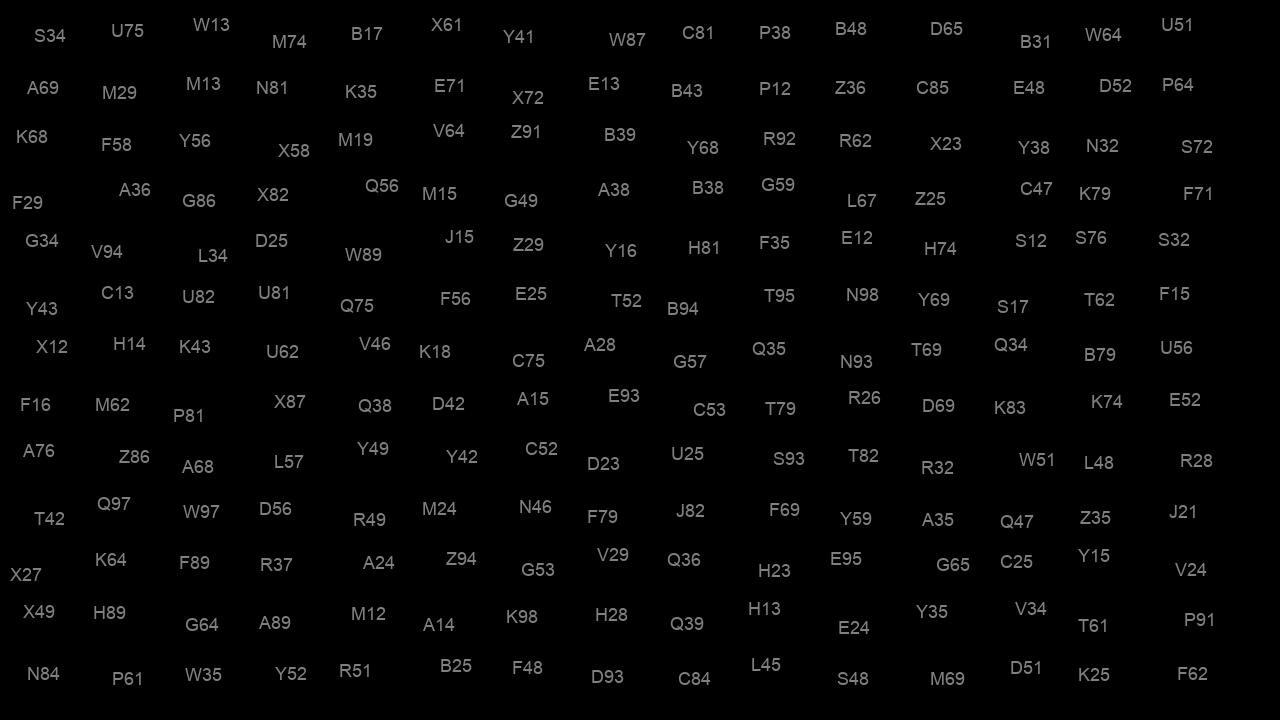 S34 U75 W13 M74 B17 X61 Y41 W87 C81 P38 B48 D65 B31 W64 U51
A69 M29 M13 N81 K35 E71 X72 E13 B43 P12 Z36 C85 E48 D52 P64
K68 F58 Y56 X58 M19 V64 Z91 B39 Y68 R92 R62 X23 Y38 N32 S72
F29 A36 G86 X82 Q56 M15 G49 A38 B38 G59 L67 Z25 C47 K79 F71
G34 V94 L34 D25 W89 J15 Z29 Y16 H81 F35 E12 H74 S12 S76 S32
Y43 C13 U82 U81 Q75 F56 E25 T52 B94 T95 N98 Y69 S17 T62 F15
X12 H14 K43 U62 V46 K18 C75 A28 G57 Q35 N93 T69 Q34 B79 U56
F16 M62 P81 X87 Q38 D42 A15 E93 C53 T79 R26 D69 K83 K74 E52
A76 Z86 A68 L57 Y49 Y42 C52 D23 U25 S93 T82 R32 W51 L48 R28
T42 Q97 W97 D56 R49 M24 N46 F79 J82 F69 Y59 A35 Q47 Z35 J21
X27 K64 F89 R37 A24 Z94 G53 V29 Q36 H23 E95 G65 C25 Y15 V24
X49 H89 G64 A89 M12 A14 K98 H28 Q39 H13 E24 Y35 V34 T61 P91
N84 P61 W35 Y52 R51 B25 F48 D93 C84 L45 S48 M69 D51 K25 F62